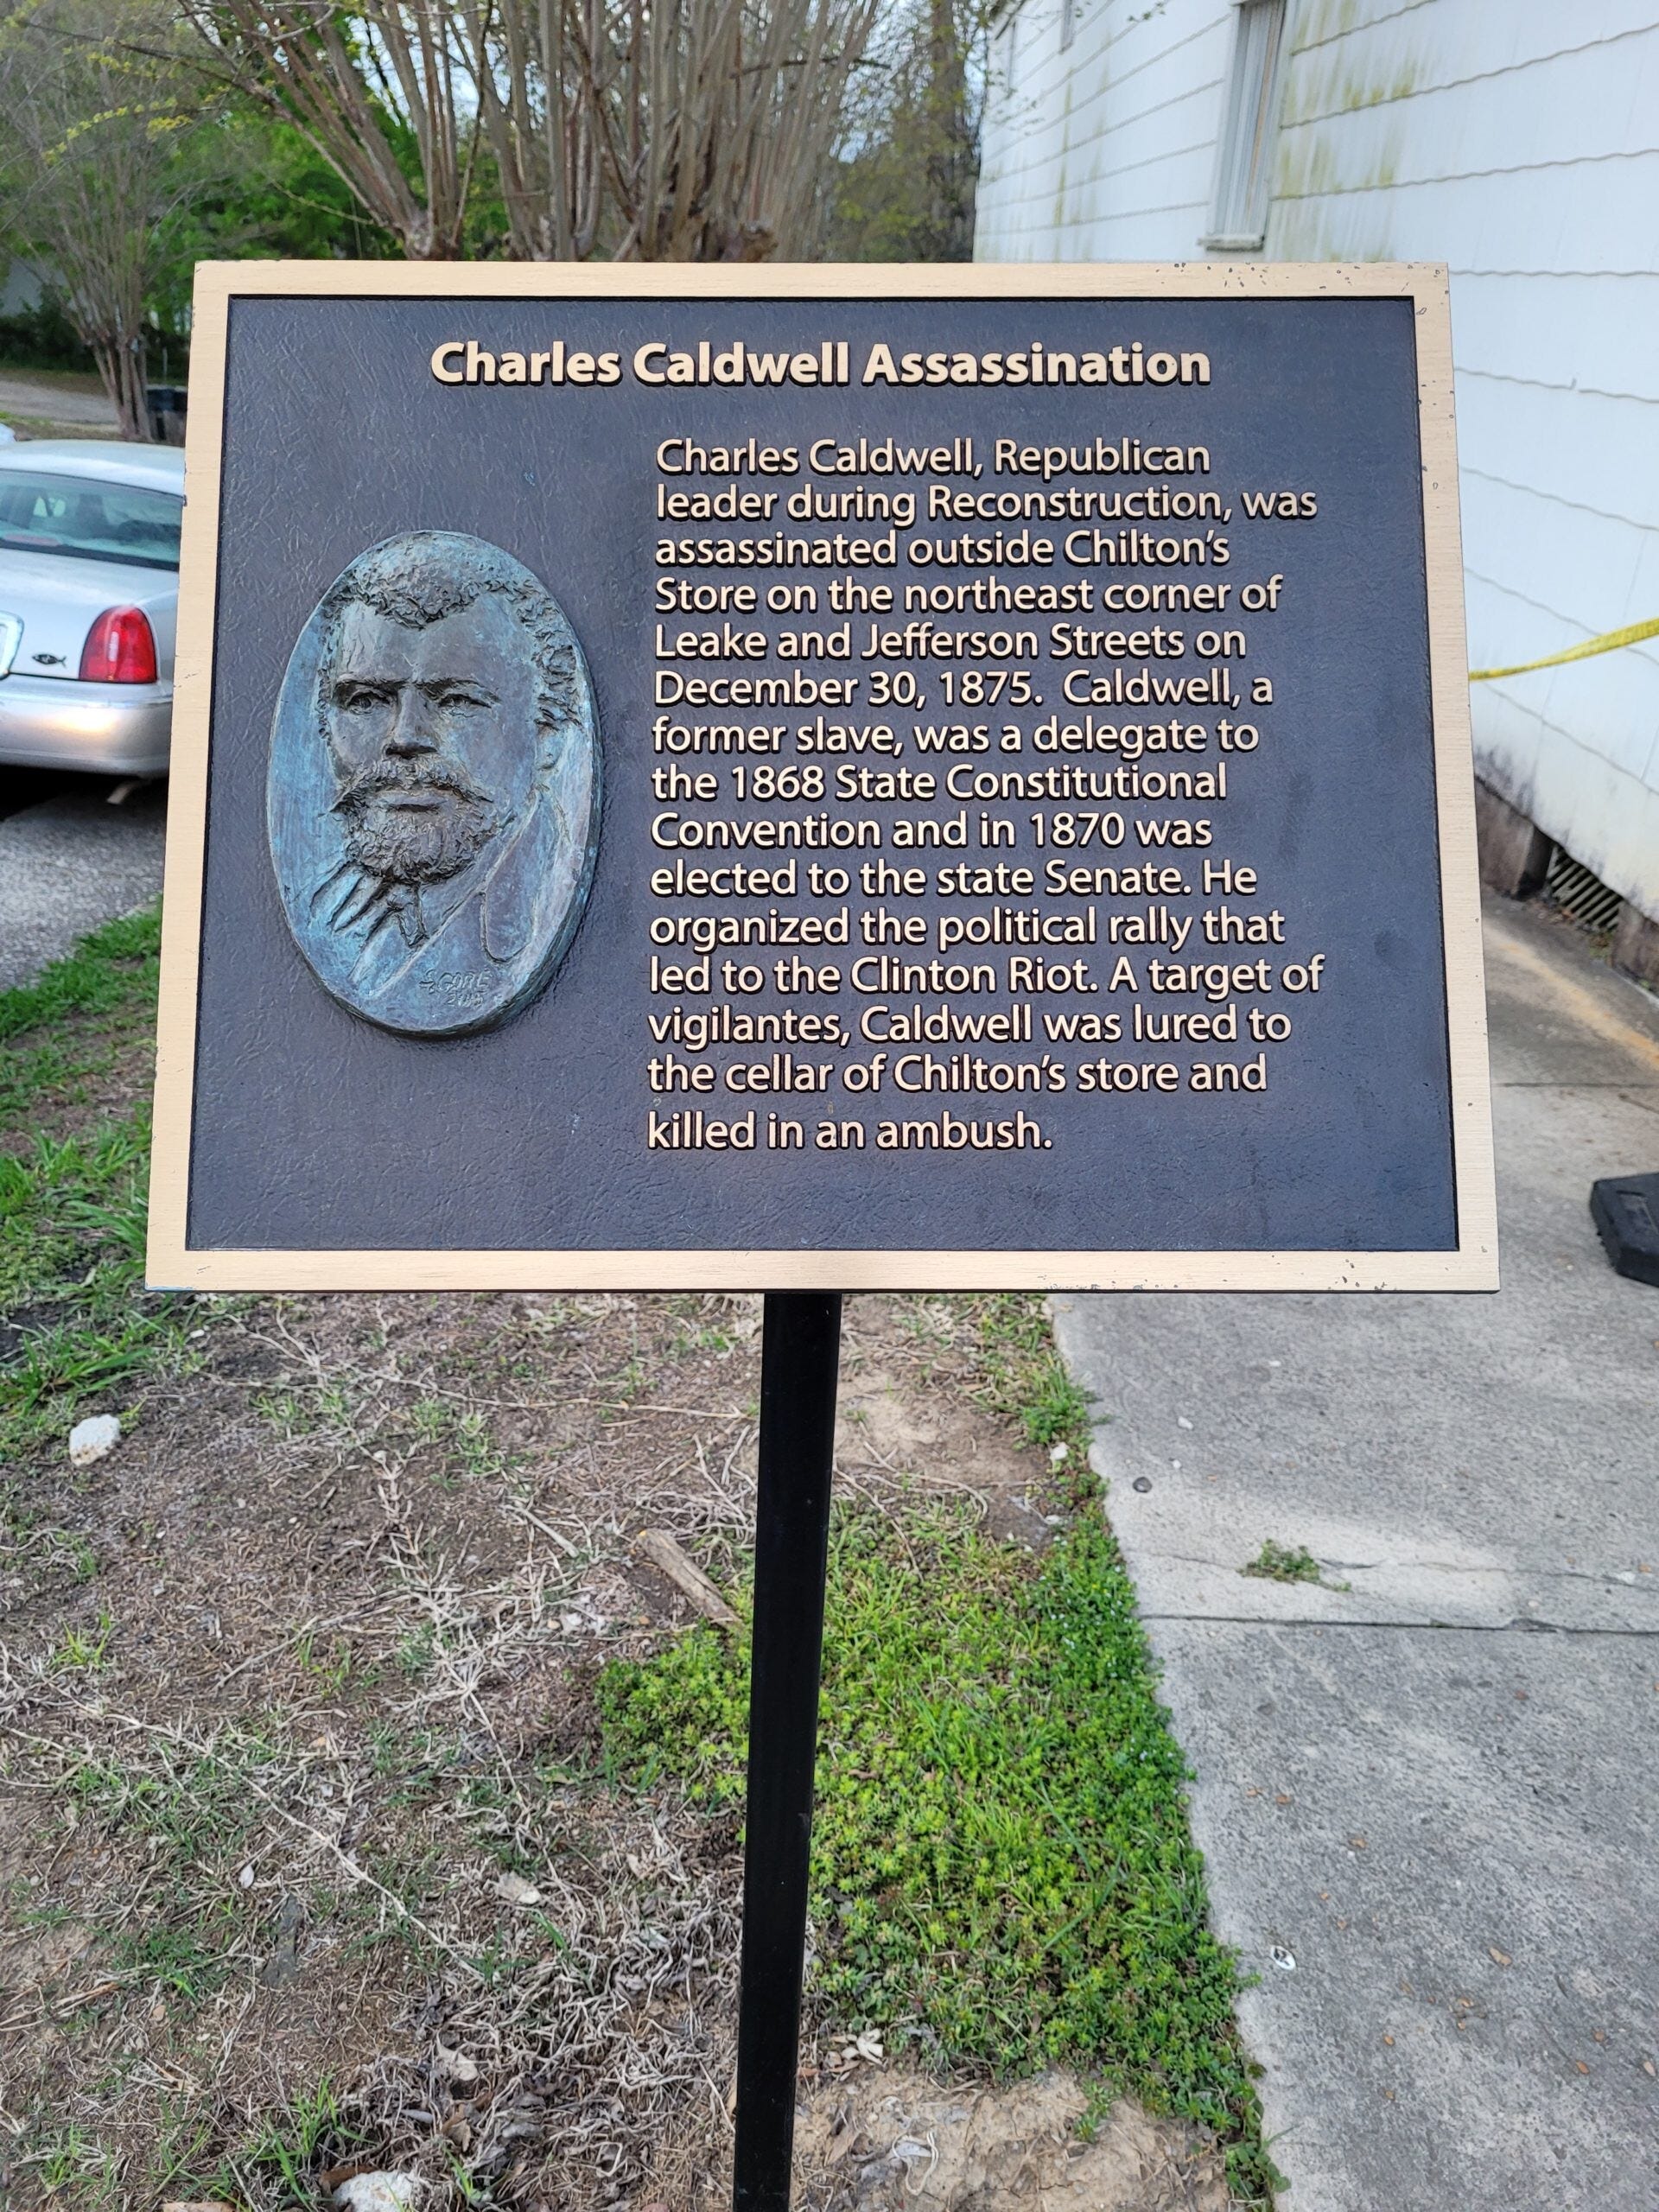 Charles Caldwell Assassination
Charles Caldwell, Republican
leader during Reconstruction, was
assassinated outside Chilton's
Store on the northeast corner of
Leake and Jefferson Streets on
December 30, 1875. Caldwell, a
former slave, was a delegate to
the 1868 State Constitutional
Convention and in 1870 was
elected to the state Senate. He
organized the political rally that
led to the Clinton Riot. A target of
vigilantes, Caldwell was lured to
the cellar of Chilton's store and
killed in an ambush.
GORE